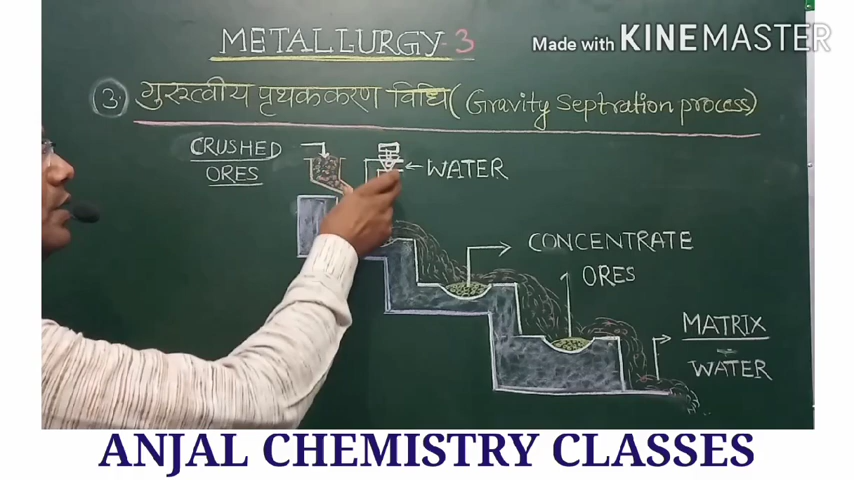 METALLURGY-3
Made with KINEMASTER
3. गुरुत्वीय पृथककरण विधि (Gravity Seprration process)
CRUSHED
ORES
WATER
CONCENTRATE
ORES
MATRIX
WATER
ANJAL CHEMISTRY CLASSES